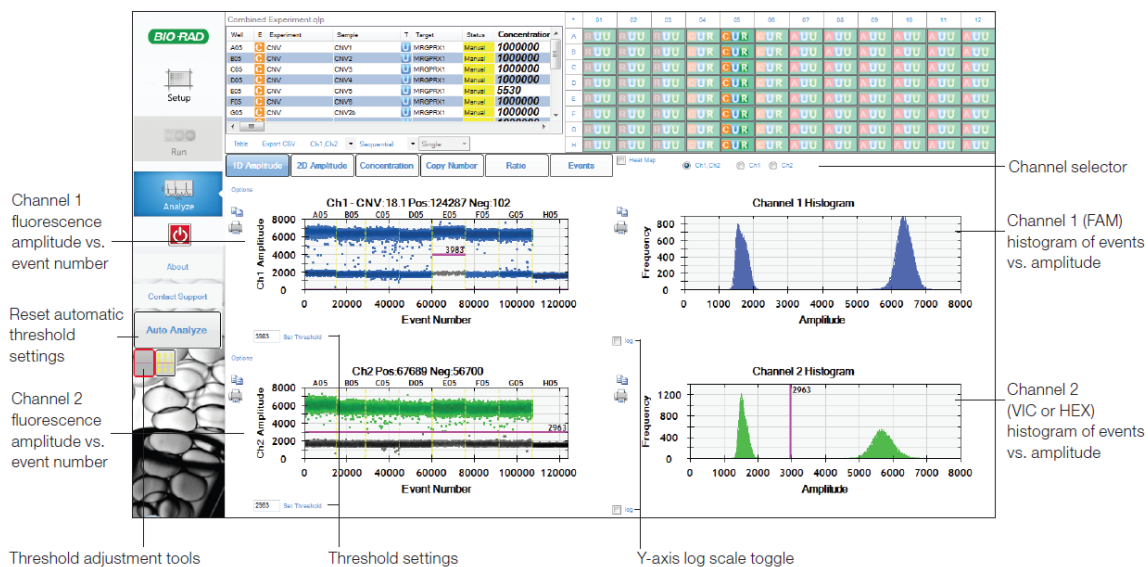 BIO-RAD
Setup
Run
Analyze
About
Contact Support
Auto Analyze
Combined Experiment.qlp
Well E Experiment Sample T Target Status Concentration
A05 C CNV CNV1 U MRGPRX1 Manual 1000000
B05 C CNV CNV2 U MRGPRX1 Manual 1000000
C05 C CNV CNV3 U MRGPRX1 Manual 1000000
D05 C CNV CNV4 U MRGPRX1 Manual 1000000
E05 C CNV CNV5 U MRGPRX1 Manual 5530
F05 C CNV CNV6 U MRGPRX1 Manual 1000000
G05 C CNV CNV2b U MRGPRX1 Manual 1000000
Table Export CSV Ch1,Ch2 Sequential Single
01 02 03 04 05 06 07 08 09 10 11 12
A
B
C
D
E
F
G
H
1D Amplitude 2D Amplitude Concentration Copy Number Ratio Events Heat Map Ch1,Ch2 Ch1 Ch2
Channel selector
Options
Ch1 - CNV:18.1 Pos:124287 Neg:102
A05 B05 C05 D05 E05 F05 G05 H05
Ch1 Amplitude
8000
6000
4000
2000
0
3983
0 20000 40000 60000 80000 100000 120000
Event Number
3983 Set Threshold
Channel 1 Histogram
Frequency
800
600
400
200
0
0 1000 2000 3000 4000 5000 6000 7000 8000
Amplitude
log
Options
Ch2 Pos:67689 Neg:56700
A05 B05 C05 D05 E05 F05 G05 H05
Ch2 Amplitude
8000
6000
4000
2000
0
2963
0 20000 40000 60000 80000 100000 120000
Event Number
2963 Set Threshold
Channel 2 Histogram
2963
Frequency
1200
800
400
0
0 1000 2000 3000 4000 5000 6000 7000 8000
Amplitude
log
Channel 1
fluorescence
amplitude vs.
event number
Reset automatic
threshold
settings
Channel 2
fluorescence
amplitude vs.
event number
Channel 1 (FAM)
histogram of events
vs. amplitude
Channel 2
(VIC or HEX)
histogram of events
vs. amplitude
Threshold adjustment tools
Threshold settings
Y-axis log scale toggle